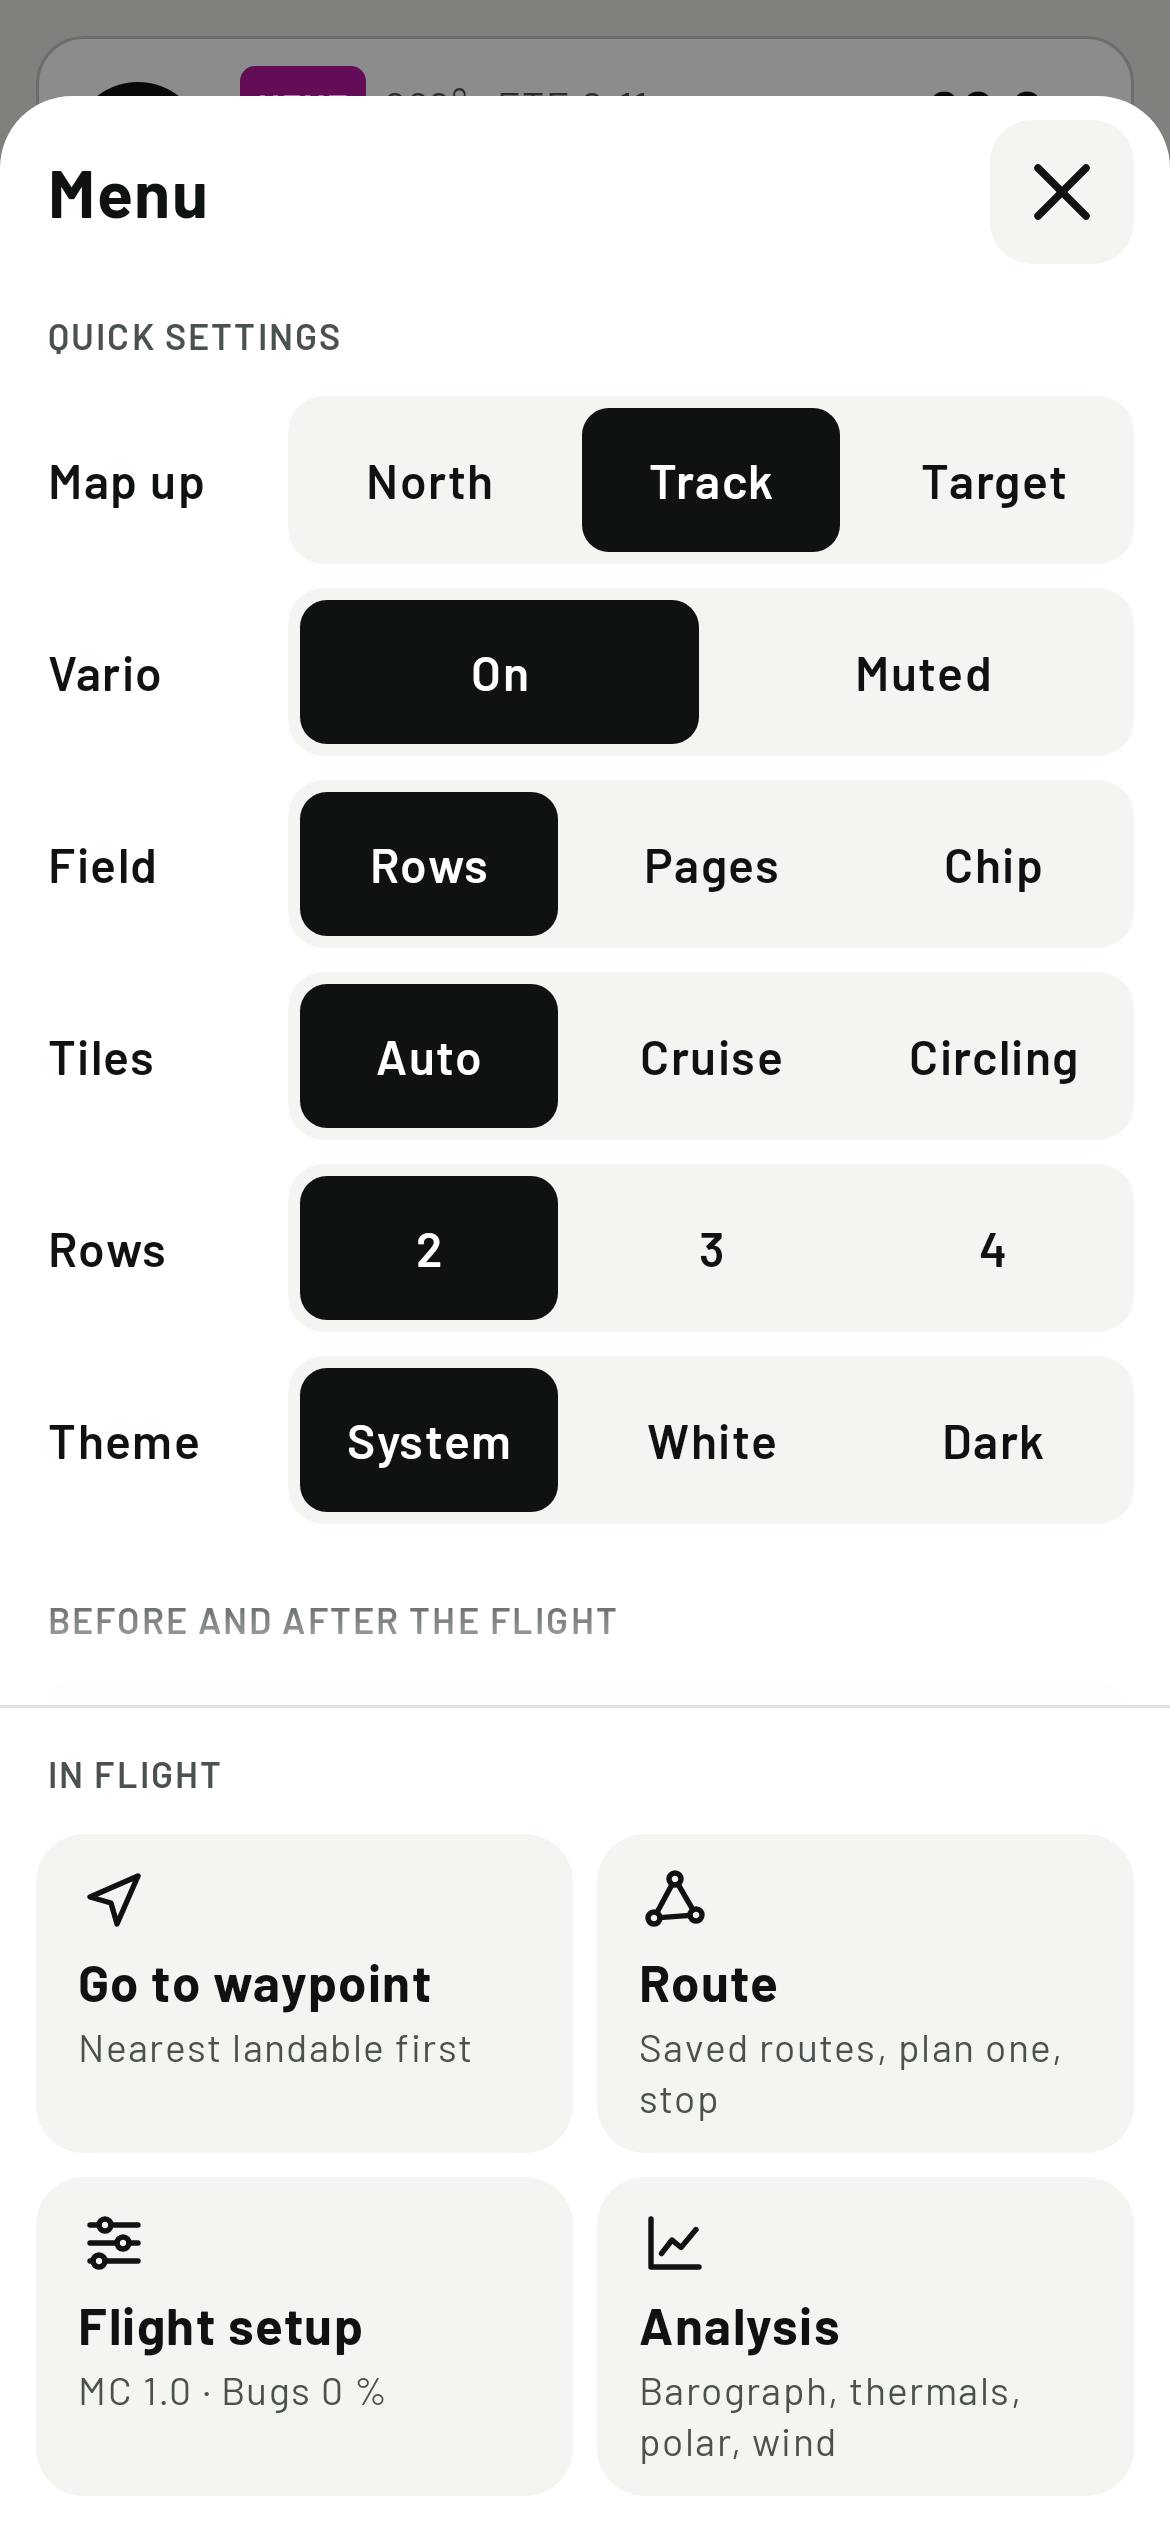 Menu
QUICK SETTINGS
Map up North Track Target
Vario On Muted
Field Rows Pages Chip
Tiles Auto Cruise Circling
Rows 2 3 4
Theme System White Dark
BEFORE AND AFTER THE FLIGHT
IN FLIGHT
Go to waypoint
Nearest landable first
Route
Saved routes, plan one,
stop
Flight setup
MC 1.0 · Bugs 0 %
Analysis
Barograph, thermals,
polar, wind